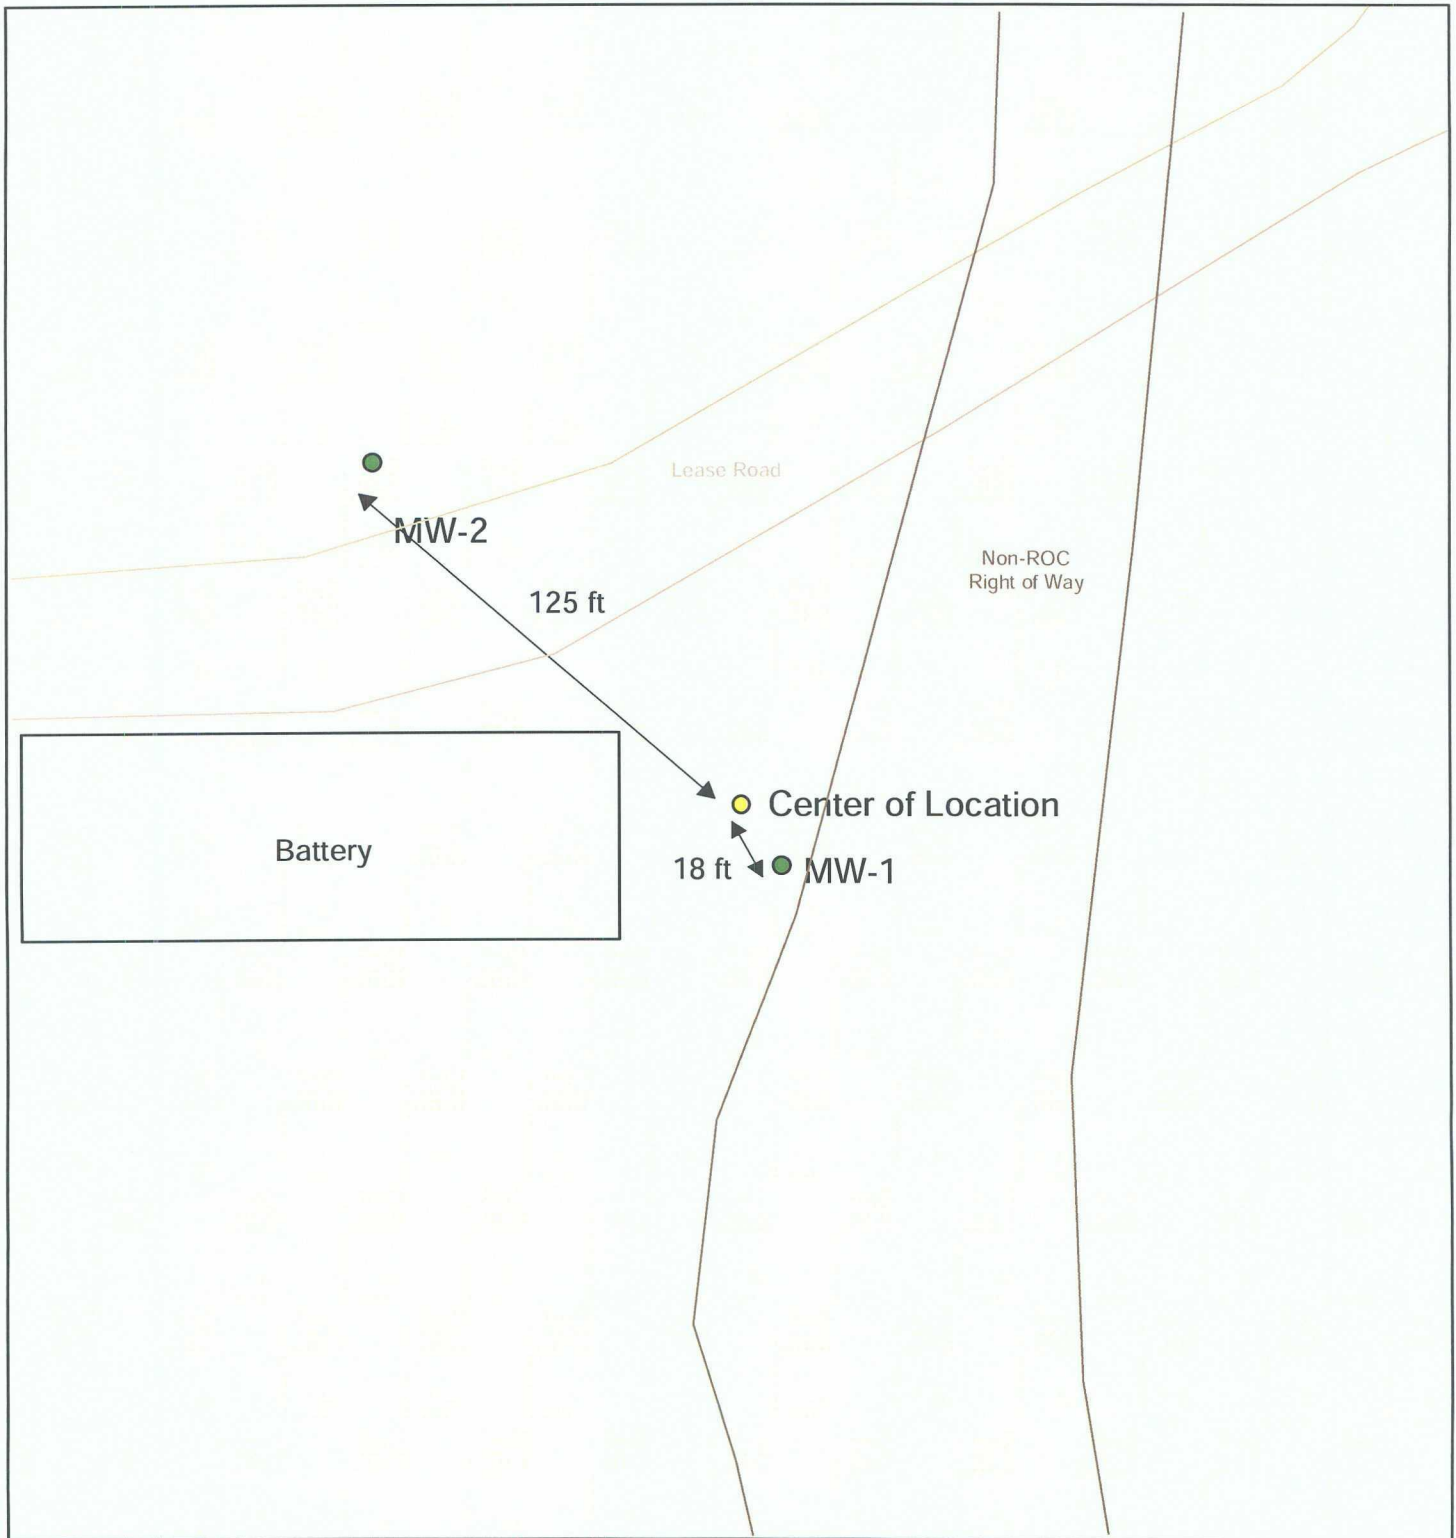 Lease Road
MW-2
Non-ROC
Right of Way
125 ft
Center of Location
Battery
18 ft
MW-1